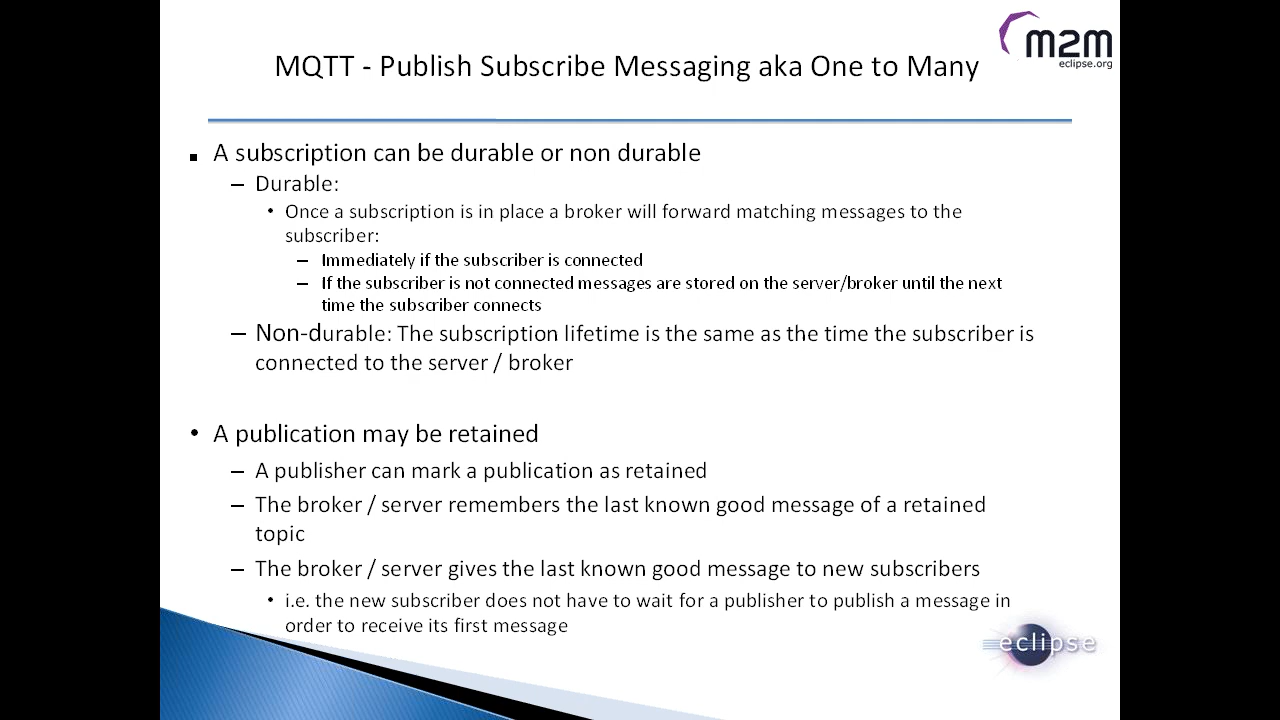 m2m
eclipse.org
MQTT - Publish Subscribe Messaging aka One to Many
▪ A subscription can be durable or non durable
– Durable:
• Once a subscription is in place a broker will forward matching messages to the
subscriber:
– Immediately if the subscriber is connected
– If the subscriber is not connected messages are stored on the server/broker until the next
time the subscriber connects
– Non-durable: The subscription lifetime is the same as the time the subscriber is
connected to the server / broker
• A publication may be retained
– A publisher can mark a publication as retained
– The broker / server remembers the last known good message of a retained
topic
– The broker / server gives the last known good message to new subscribers
• i.e. the new subscriber does not have to wait for a publisher to publish a message in
order to receive its first message
eclipse